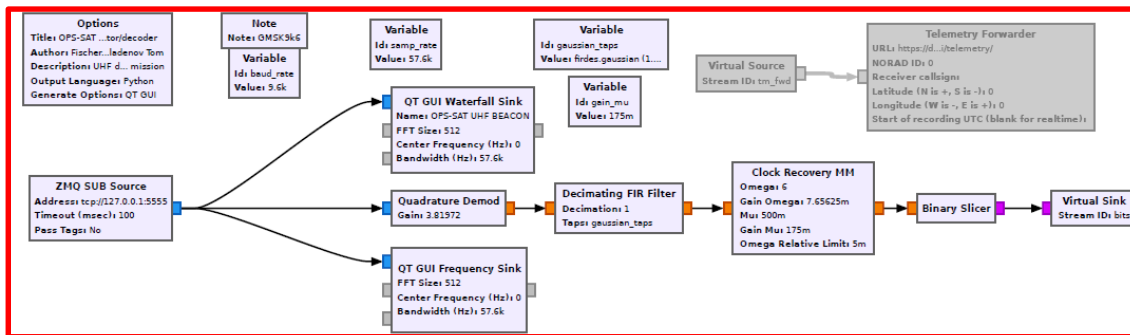 Options
Title: OPS-SAT ...tor/decoder
Author: Fischer...ladenov Tom
Description: UHF d... mission
Output Language: Python
Generate Options: QT GUI
Note
Note: GMSK9k6
Variable
Id: baud_rate
Value: 9.6k
Variable
Id: samp_rate
Value: 57.6k
Variable
Id: gaussian_taps
Value: firdes.gaussian (1....
Variable
Id: gain_mu
Value: 175m
Virtual Source
Stream ID: tm_fwd
Telemetry Forwarder
URL: https://d...i/telemetry/
NORAD ID: 0
Receiver callsign:
Latitude (N is +, S is -): 0
Longitude (W is -, E is +): 0
Start of recording UTC (blank for realtime):
QT GUI Waterfall Sink
Name: OPS-SAT UHF BEACON
FFT Size: 512
Center Frequency (Hz): 0
Bandwidth (Hz): 57.6k
ZMQ SUB Source
Address: tcp://127.0.0.1:5555
Timeout (msec): 100
Pass Tags: No
Quadrature Demod
Gain: 3.81972
Decimating FIR Filter
Decimation: 1
Taps: gaussian_taps
Clock Recovery MM
Omega: 6
Gain Omega: 7.65625m
Mu: 500m
Gain Mu: 175m
Omega Relative Limit: 5m
Binary Slicer
Virtual Sink
Stream ID: bits
QT GUI Frequency Sink
FFT Size: 512
Center Frequency (Hz): 0
Bandwidth (Hz): 57.6k